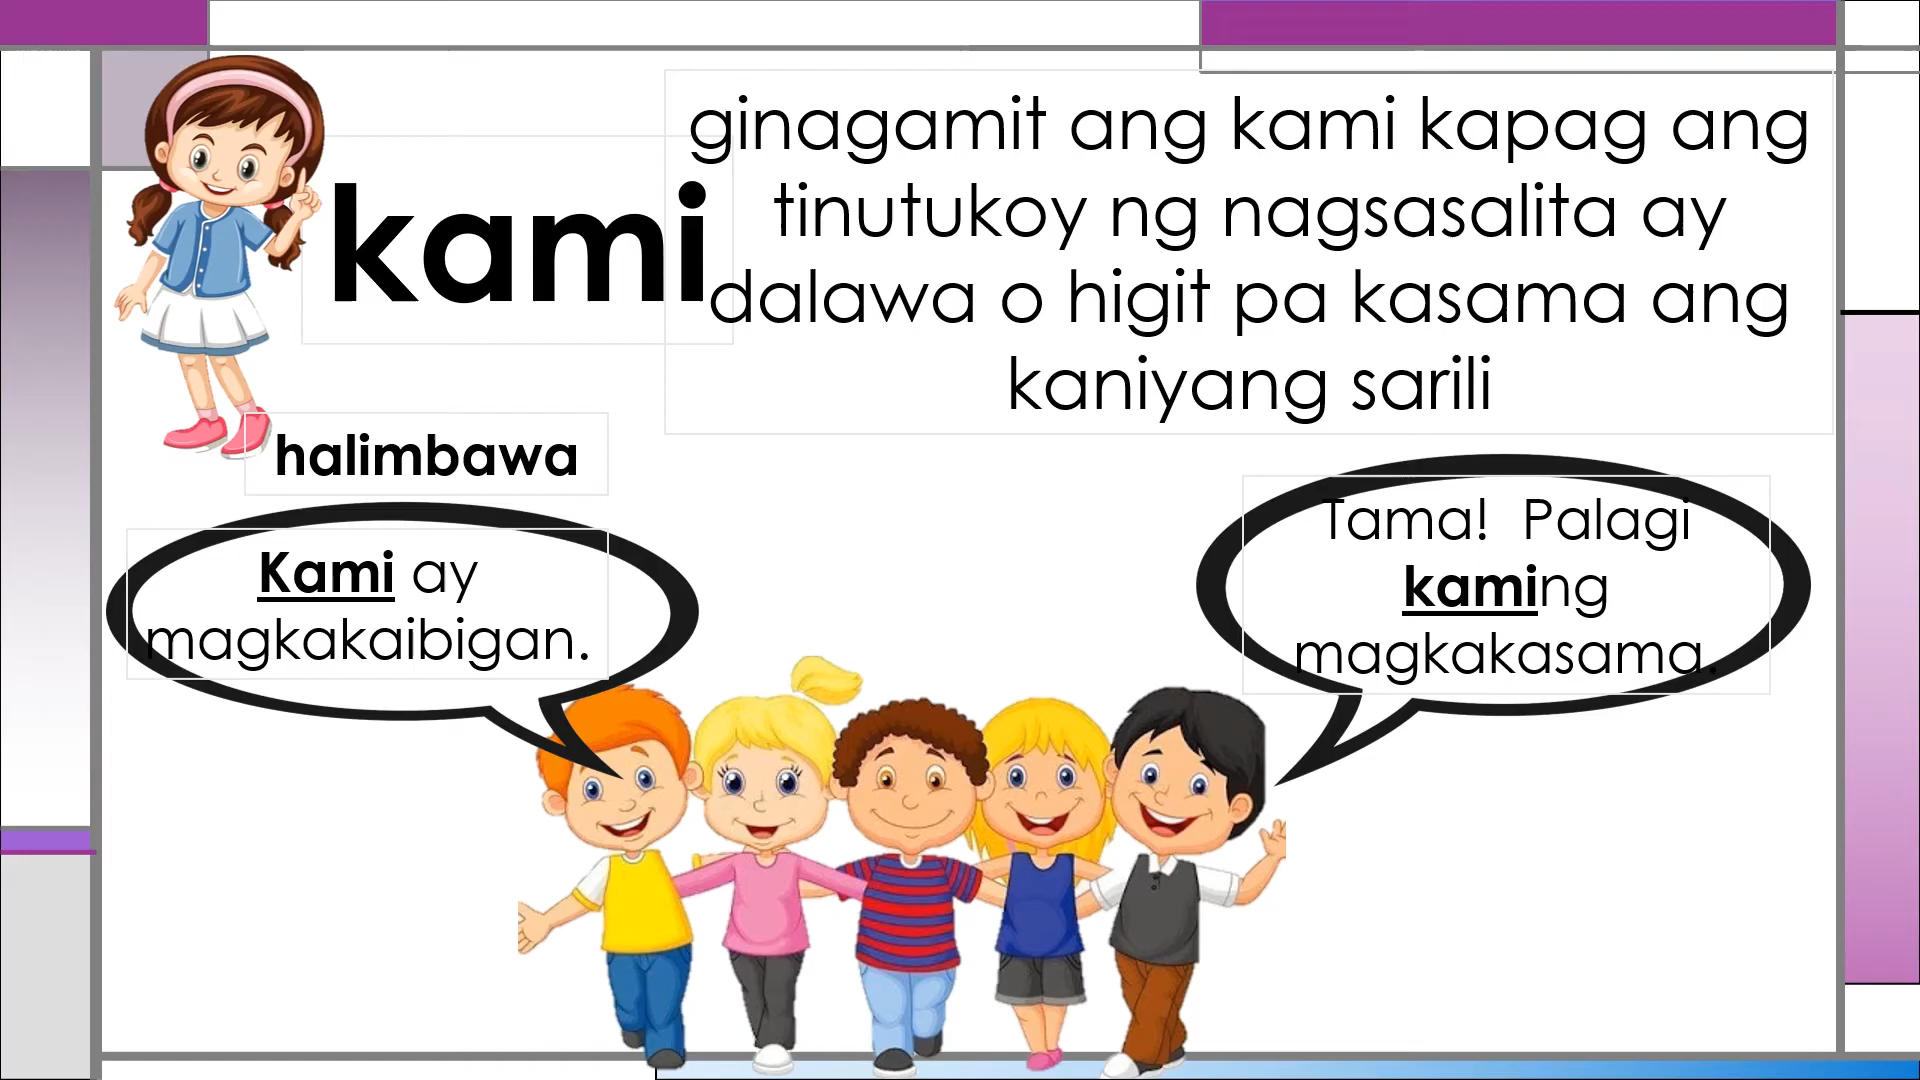 kami
ginagamit ang kami kapag ang
tinutukoy ng nagsasalita ay
dalawa o higit pa kasama ang
kaniyang sarili
halimbawa
Kami ay
magkakaibigan.
Tama!  Palagi
kaming
magkakasama.